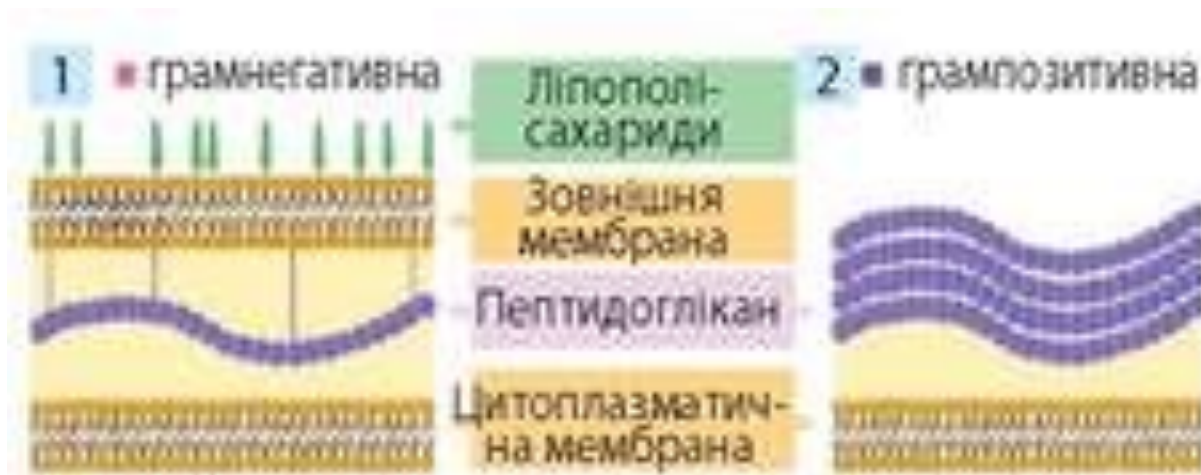 1 грамнегативна
Ліпополі-
сахариди
Зовнішня
мембрана
Пептидоглікан
Цитоплазматич-
на мембрана
2 грампозитивна